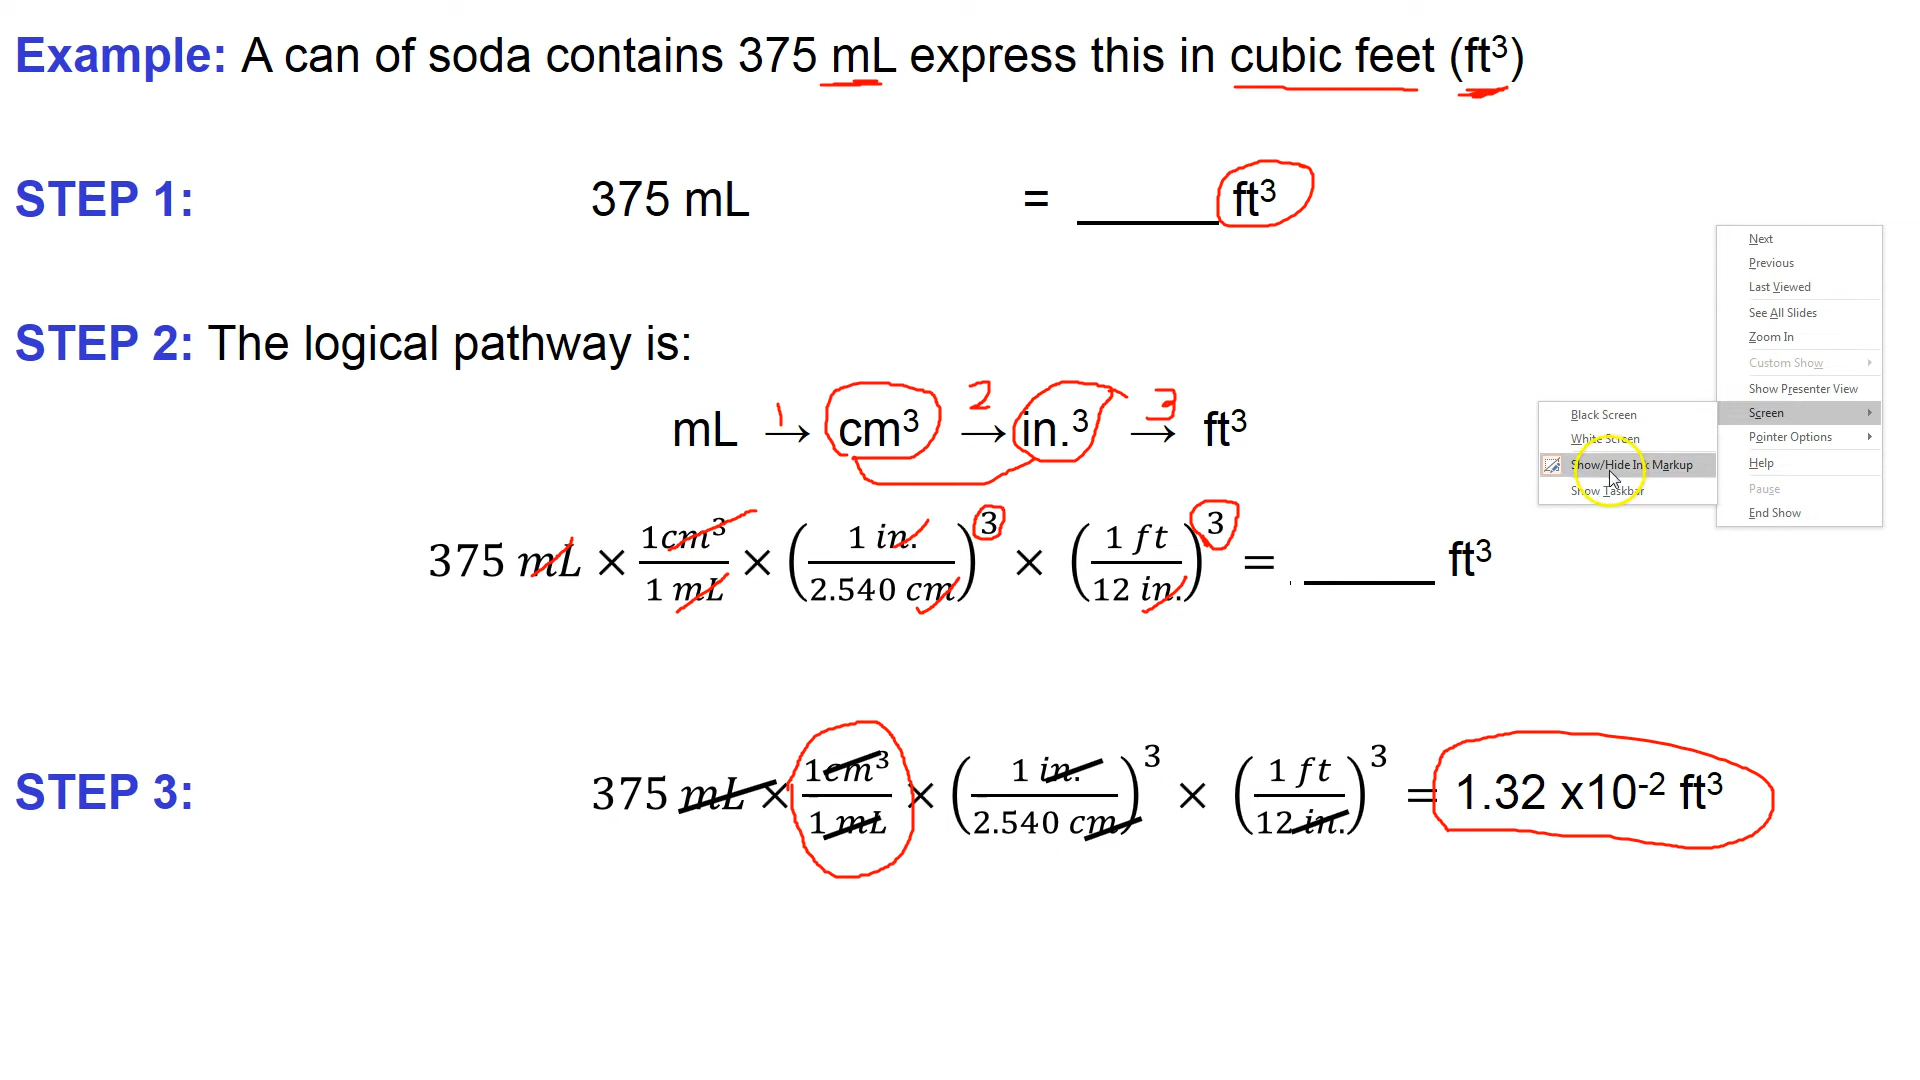 Example: A can of soda contains 375 mL express this in cubic feet (ft³)
STEP 1: 375 mL = ______ ft³
STEP 2: The logical pathway is:
1 2 3
mL → cm³ → in.³ → ft³
375 mL × 1cm³/1 mL × (1 in./2.540 cm)³ × (1 ft/12 in.)³ = ______ ft³
STEP 3: 375 mL × 1cm³/1 mL × (1 in./2.540 cm)³ × (1 ft/12 in.)³ = 1.32 x10⁻² ft³
Next
Previous
Last Viewed
See All Slides
Zoom In
Custom Show
Show Presenter View
Screen
Pointer Options
Help
Pause
End Show
Black Screen
White Screen
Show/Hide Ink Markup
Show Taskbar